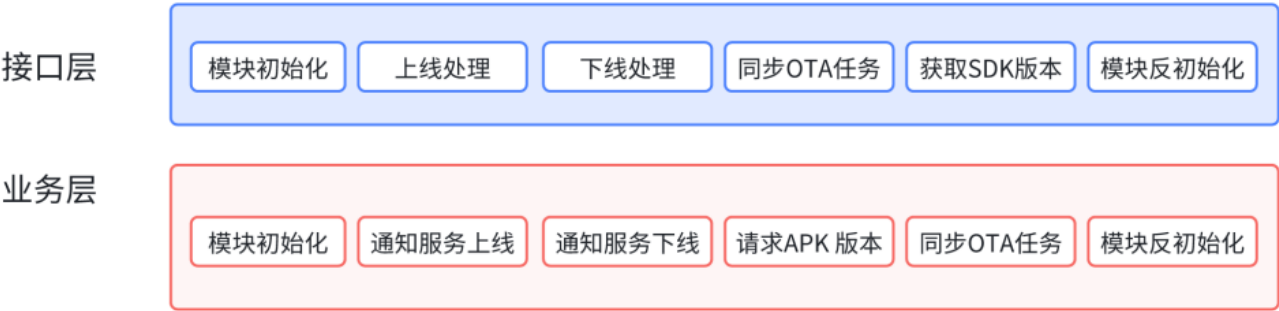 接口层
模块初始化
上线处理
下线处理
同步OTA任务
获取SDK版本
模块反初始化
业务层
模块初始化
通知服务上线
通知服务下线
请求APK 版本
同步OTA任务
模块反初始化